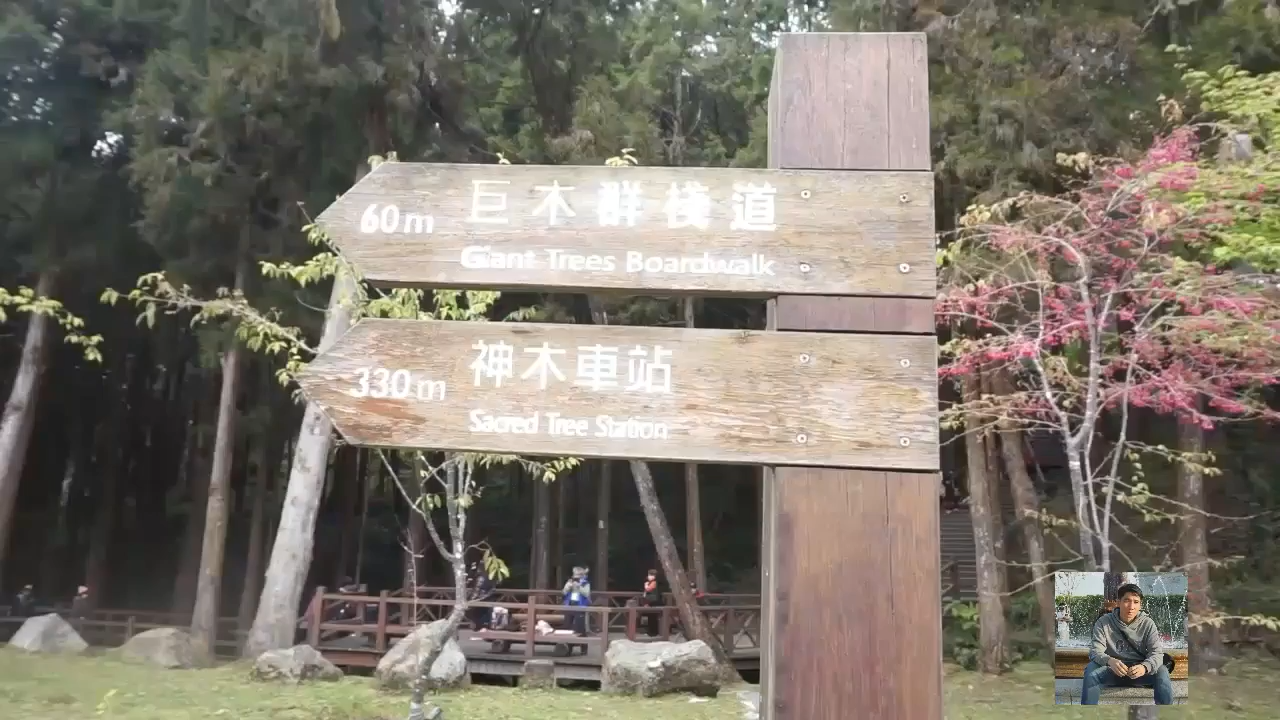 60m 巨木群棧道
Giant Trees Boardwalk
330m 神木車站
Sacred Tree Station